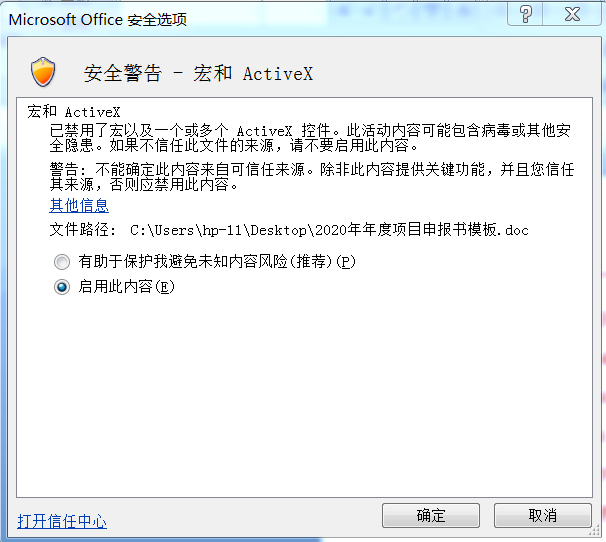 Microsoft Office 安全选项
安全警告 - 宏和 ActiveX
宏和 ActiveX
已禁用了宏以及一个或多个 ActiveX 控件。此活动内容可能包含病毒或其他安
全隐患。如果不信任此文件的来源，请不要启用此内容。
警告: 不能确定此内容来自可信任来源。除非此内容提供关键功能，并且您信任
其来源，否则应禁用此内容。
其他信息
文件路径: C:\Users\hp-11\Desktop\2020年年度项目申报书模板.doc
有助于保护我避免未知内容风险(推荐)(P)
启用此内容(E)
打开信任中心
确定
取消